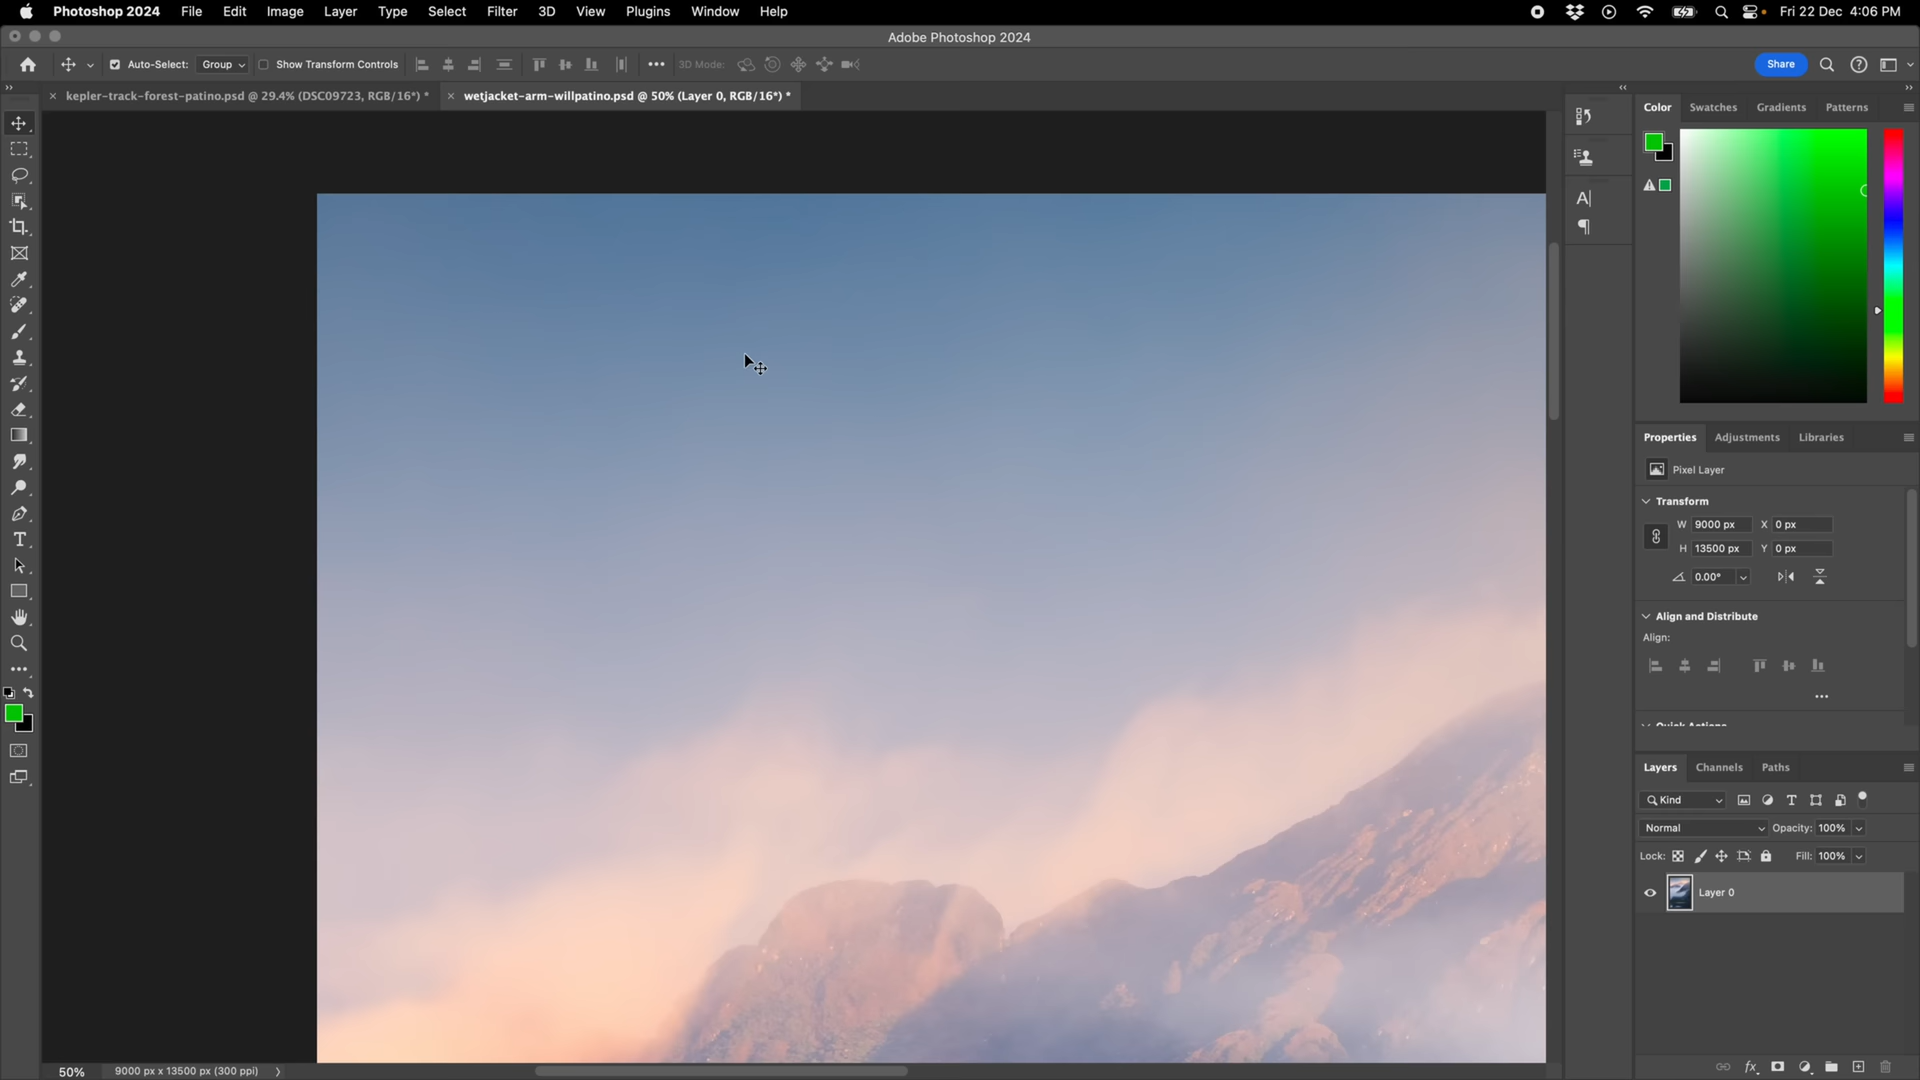 Photoshop 2024 File Edit Image Layer Type Select Filter 3D View Plugins Window Help Fri 22 Dec 4:06 PM
Adobe Photoshop 2024
Auto-Select: Group Show Transform Controls 3D Mode: Share
kepler-track-forest-patino.psd @ 29.4% (DSC09723, RGB/16*) * wetjacket-arm-willpatino.psd @ 50% (Layer 0, RGB/16*) *
Color Swatches Gradients Patterns
Properties Adjustments Libraries
Pixel Layer
Transform
W 9000 px X 0 px
H 13500 px Y 0 px
0.00°
Align and Distribute
Align:
Quick Actions
Layers Channels Paths
Kind
Normal Opacity: 100%
Lock: Fill: 100%
Layer 0
50% 9000 px x 13500 px (300 ppi)